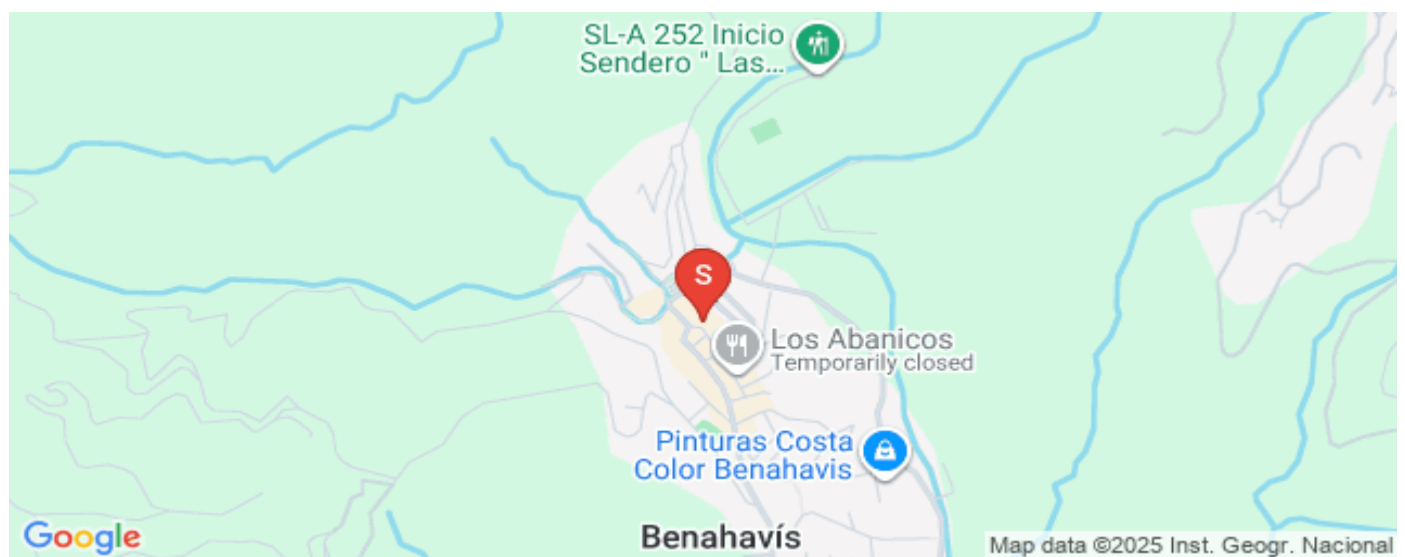 SL-A 252 Inicio
Sendero " Las...
S
Los Abanicos
Temporarily closed
Pinturas Costa
Color Benahavis
Benahavís
Google
Map data ©2025 Inst. Geogr. Nacional